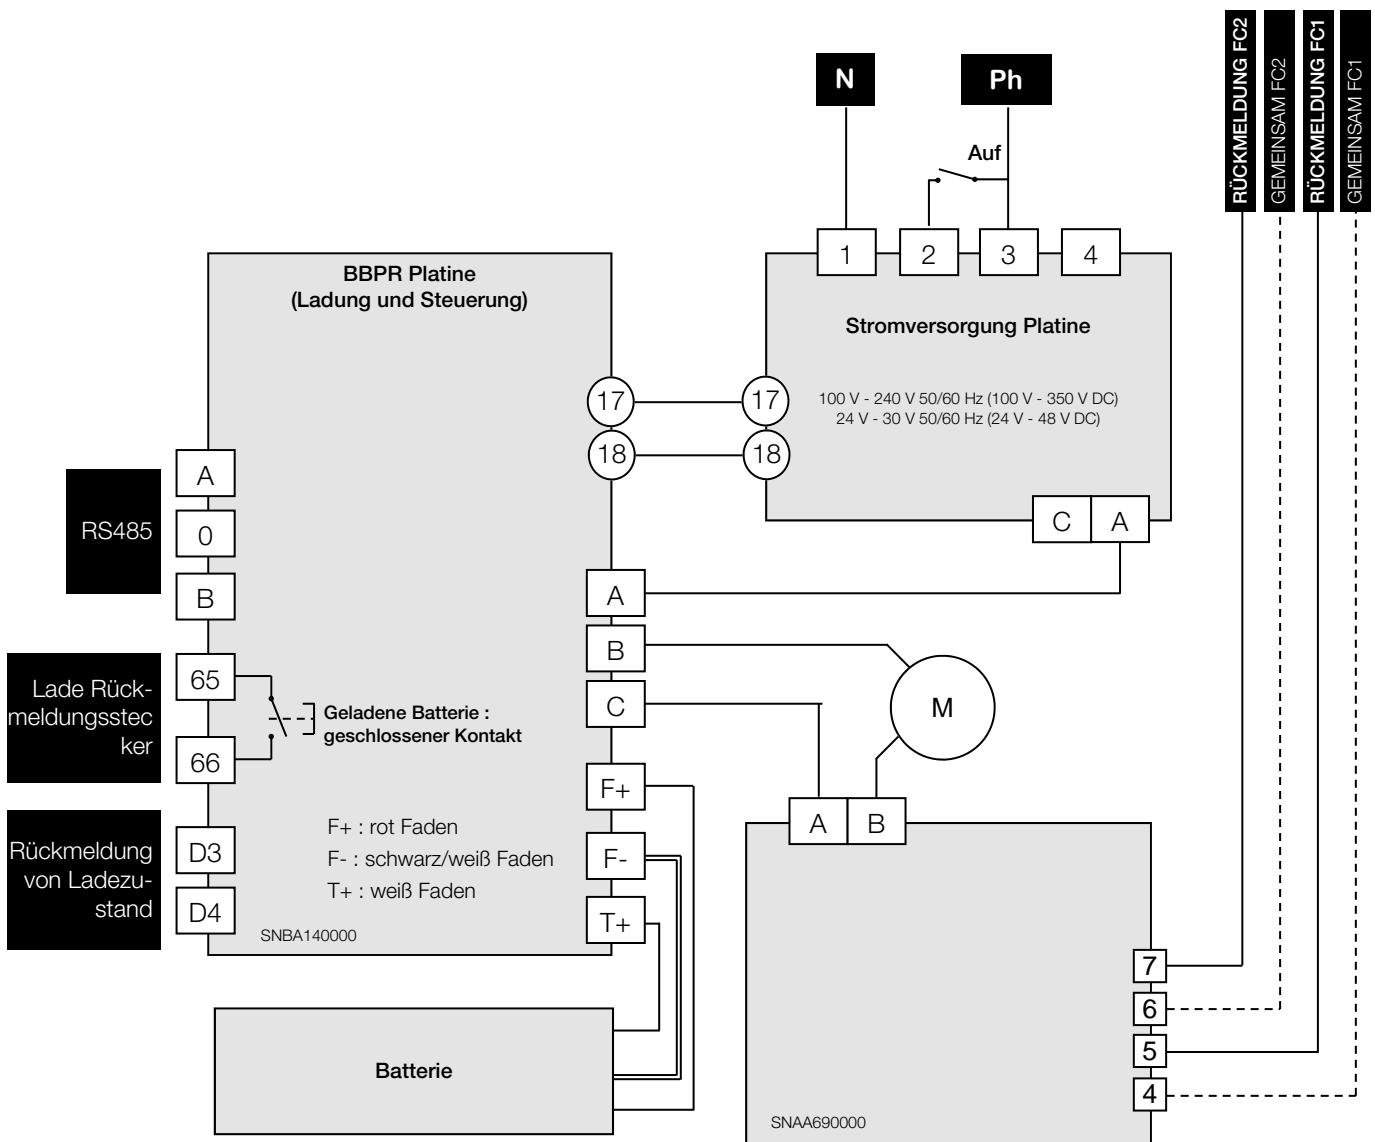 N
Ph
RÜCKMELDUNG FC2
GEMEINSAM FC2
RÜCKMELDUNG FC1
GEMEINSAM FC1
Auf
1
2
3
4
Stromversorgung Platine
100 V - 240 V 50/60 Hz (100 V - 350 V DC)
24 V - 30 V 50/60 Hz (24 V - 48 V DC)
17
18
C
A
BBPR Platine
(Ladung und Steuerung)
17
18
RS485
A
0
B
A
B
C
Lade Rück-
meldungsstec
ker
65
66
Geladene Batterie :
geschlossener Kontakt
M
Rückmeldung
von Ladezu-
stand
D3
D4
F+ : rot Faden
F- : schwarz/weiß Faden
T+ : weiß Faden
F+
F-
T+
SNBA140000
Batterie
A
B
7
6
5
4
SNAA690000